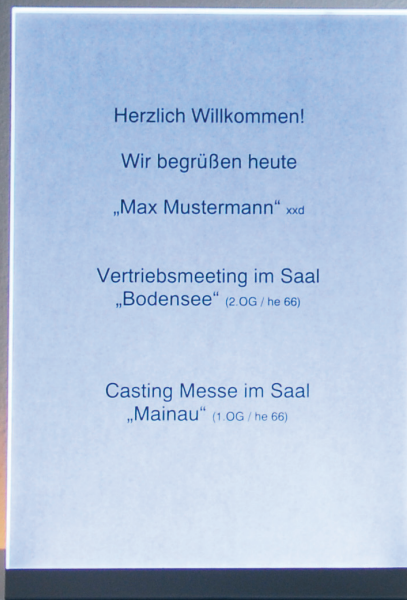 Herzlich Willkommen!
Wir begrüßen heute
„Max Mustermann“ xxd
Vertriebsmeeting im Saal
„Bodensee“ (2.OG / he 66)
Casting Messe im Saal
„Mainau“ (1.OG / he 66)